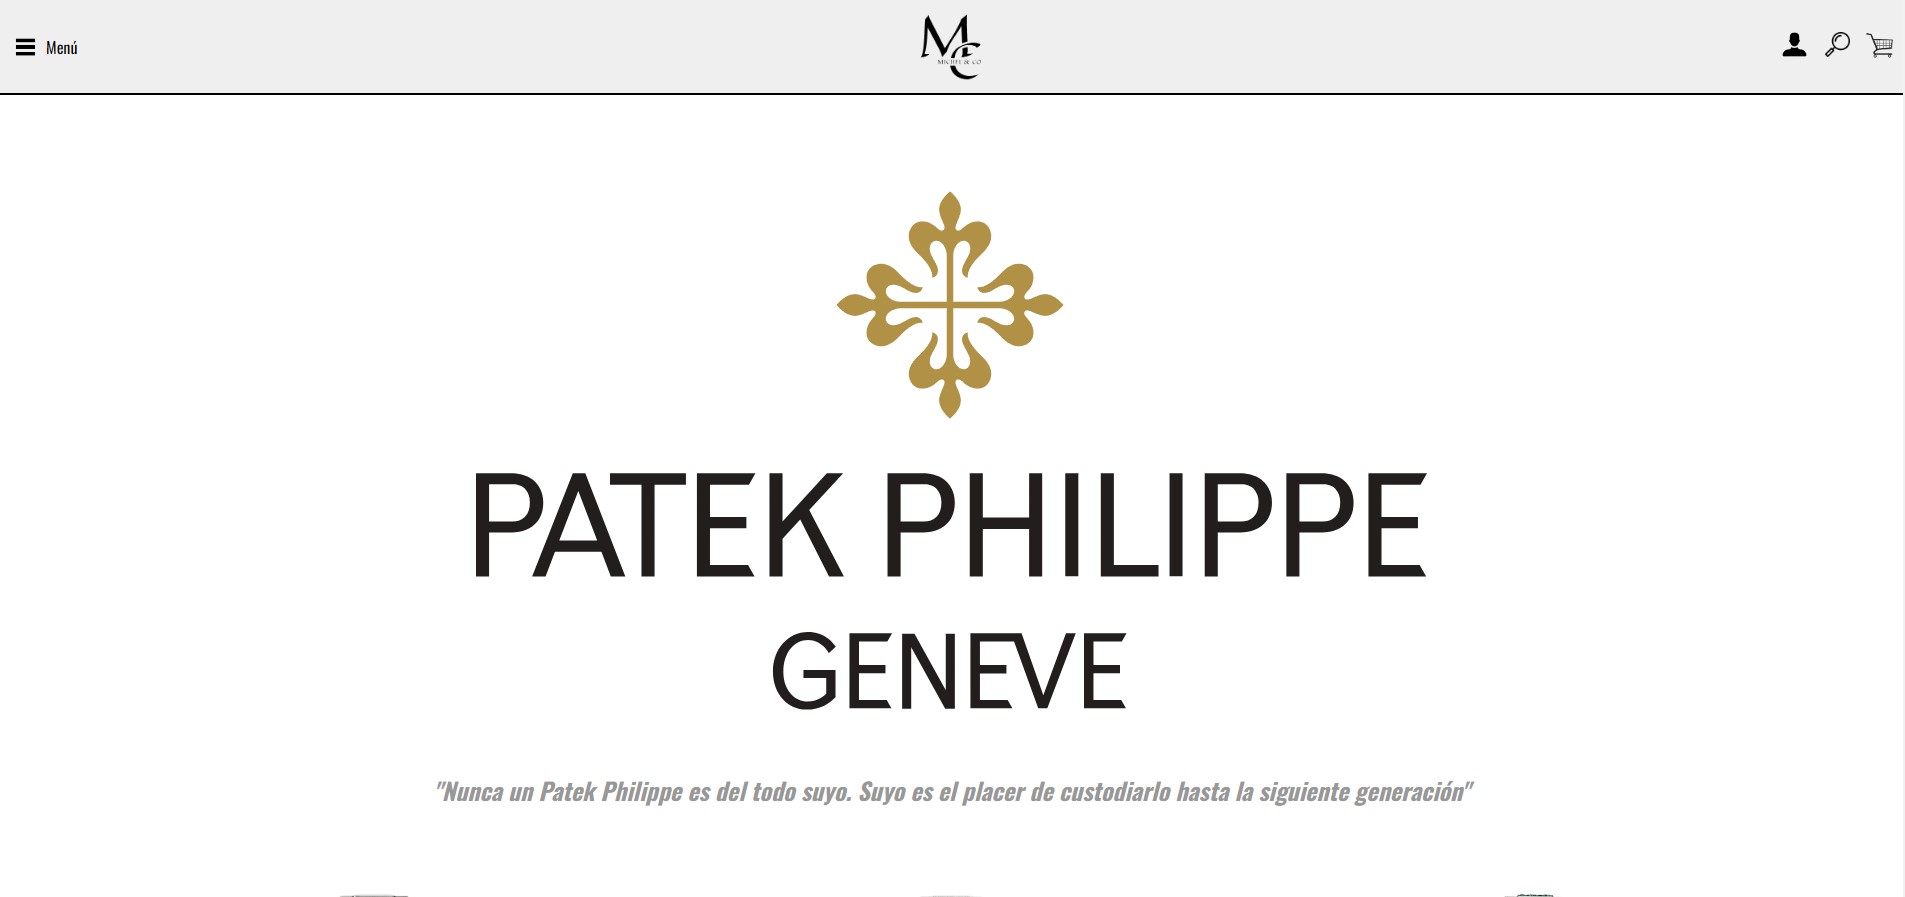 Menú
MC
MICHEL & CO
PATEK PHILIPPE
GENEVE
"Nunca un Patek Philippe es del todo suyo. Suyo es el placer de custodiarlo hasta la siguiente generación"